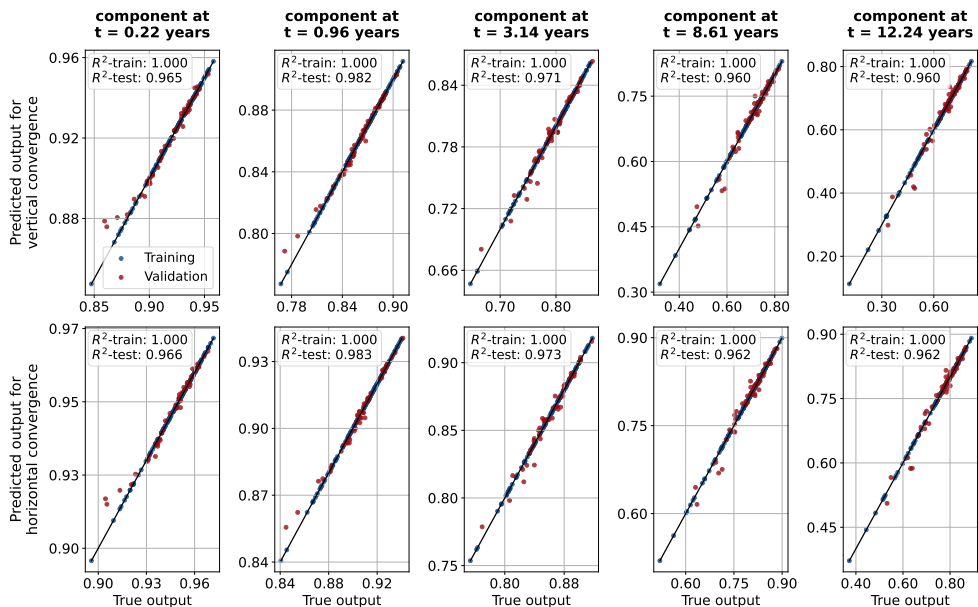 component at
t = 0.22 years
component at
t = 0.96 years
component at
t = 3.14 years
component at
t = 8.61 years
component at
t = 12.24 years
Predicted output for
vertical convergence
0.96
0.92
0.88
R²-train: 1.000
R²-test: 0.965
Training
Validation
0.85
0.90
0.95
0.88
0.84
0.80
R²-train: 1.000
R²-test: 0.982
0.78
0.84
0.90
0.84
0.78
0.72
0.66
R²-train: 1.000
R²-test: 0.971
0.70
0.80
0.75
0.60
0.45
0.30
R²-train: 1.000
R²-test: 0.960
0.40
0.60
0.80
0.80
0.60
0.40
0.20
R²-train: 1.000
R²-test: 0.960
0.30
0.60
Predicted output for
horizontal convergence
0.97
0.95
0.93
0.90
R²-train: 1.000
R²-test: 0.966
0.90
0.93
0.96
True output
0.93
0.90
0.87
0.84
R²-train: 1.000
R²-test: 0.983
0.84
0.88
0.92
True output
0.90
0.85
0.80
0.75
R²-train: 1.000
R²-test: 0.973
0.80
0.88
True output
0.90
0.75
0.60
R²-train: 1.000
R²-test: 0.962
0.60
0.75
0.90
True output
0.90
0.75
0.60
0.45
R²-train: 1.000
R²-test: 0.962
0.40
0.60
0.80
True output